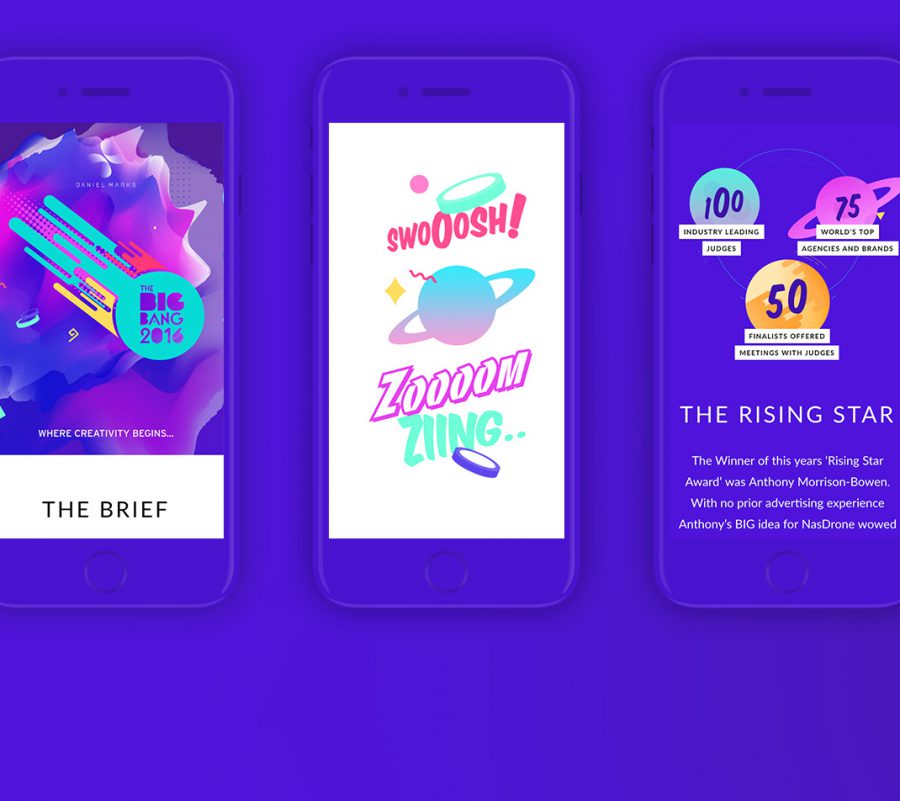 DANIEL MARKS
THE
BIG
BANG
2016
WHERE CREATIVITY BEGINS...
THE BRIEF
SWOOOSH!
ZOOOOM
ZIING..
100
INDUSTRY LEADING
JUDGES
75
WORLD'S TOP
AGENCIES AND BRANDS
50
FINALISTS OFFERED
MEETINGS WITH JUDGES
THE RISING STAR
The Winner of this years 'Rising Star
Award' was Anthony Morrison-Bowen.
With no prior advertising experience
Anthony's BIG idea for NasDrone wowed